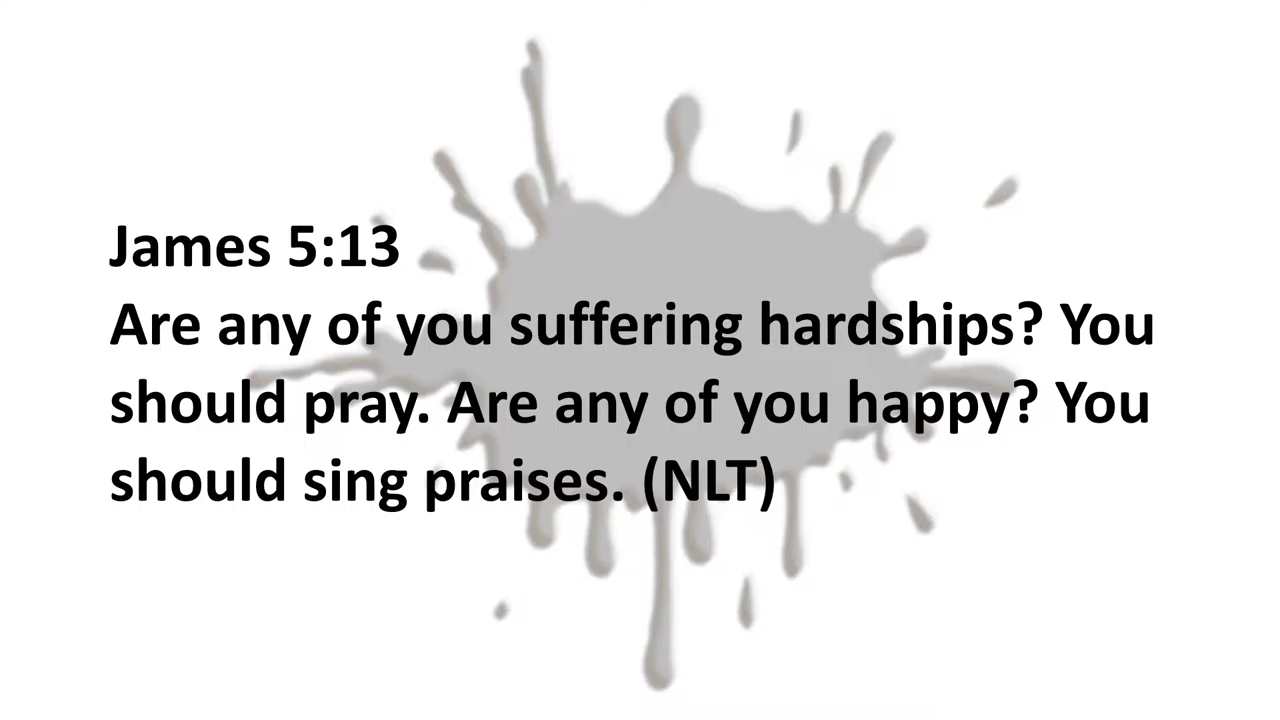 James 5:13
Are any of you suffering hardships? You
should pray. Are any of you happy? You
should sing praises. (NLT)